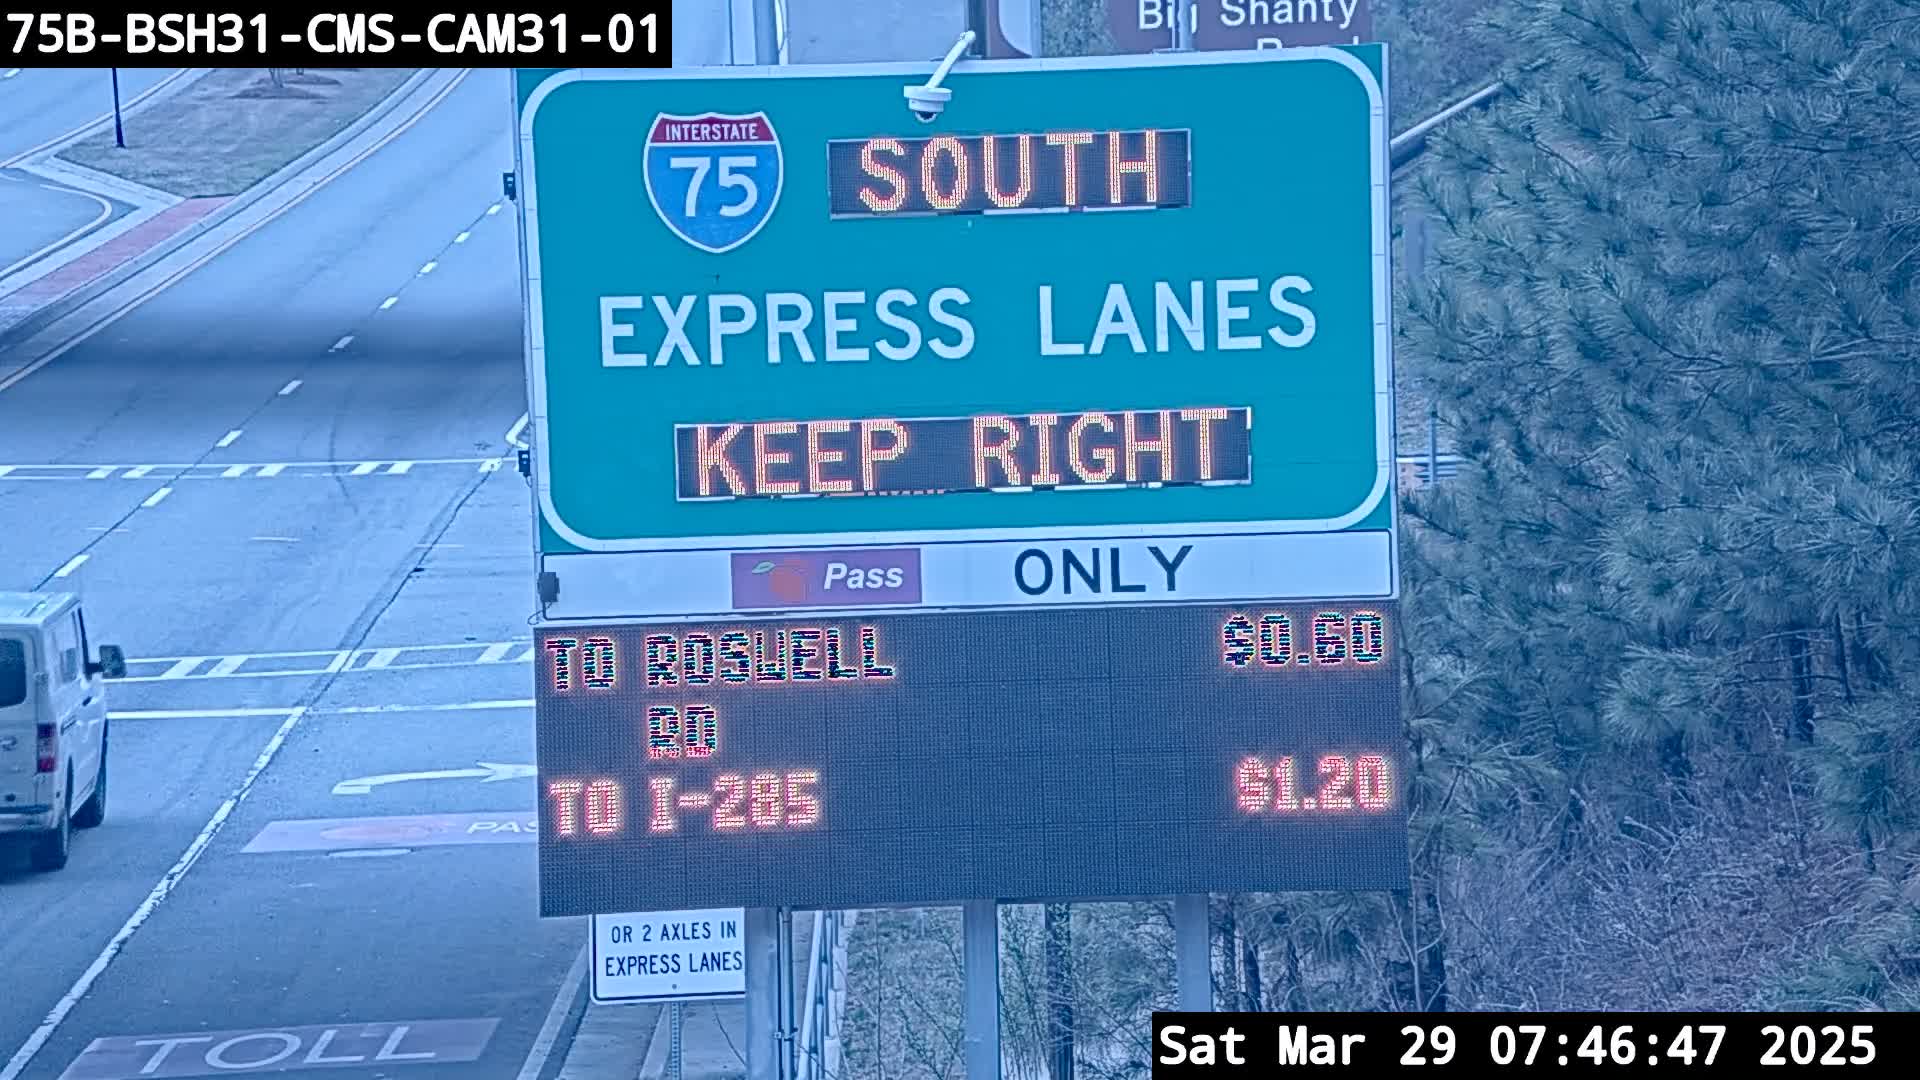 75B-BSH31-CMS-CAM31-01
Big Shanty
INTERSTATE
75
SOUTH
EXPRESS LANES
KEEP RIGHT
Pass
ONLY
TO ROSWELL $0.60
RD
TO I-285 $1.20
OR 2 AXLES IN
EXPRESS LANES
TOLL
Sat Mar 29 07:46:47 2025